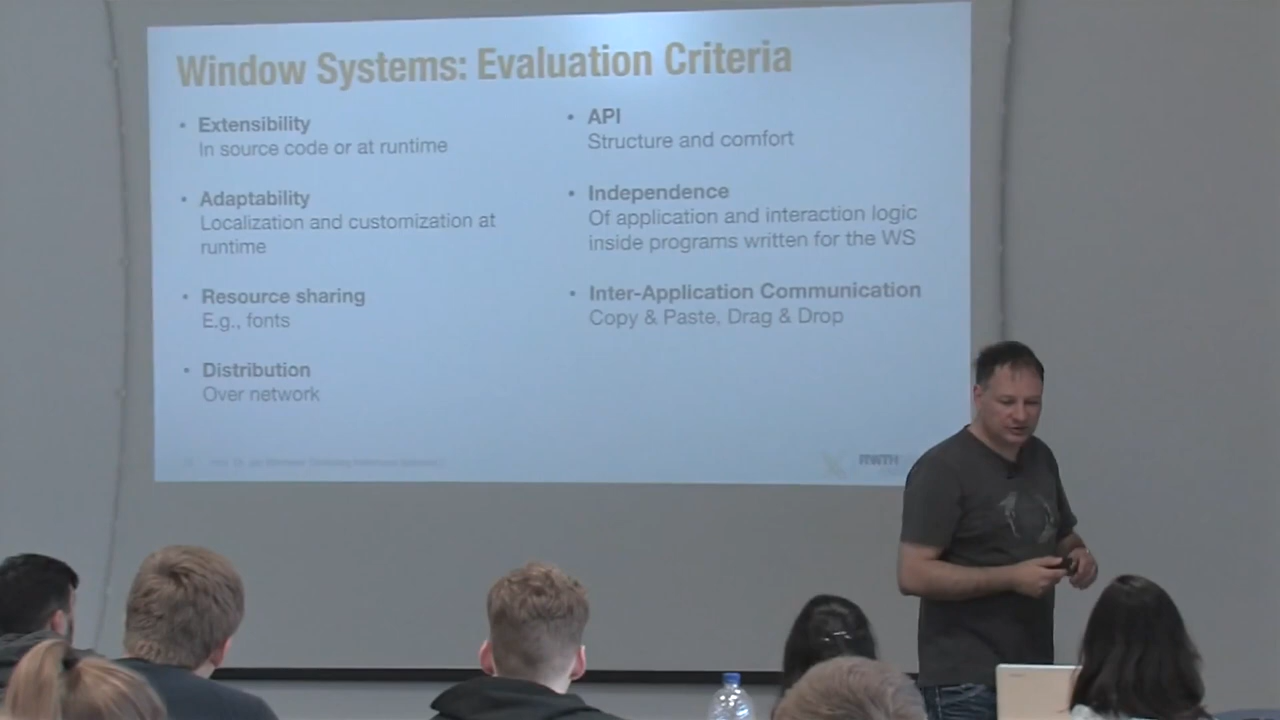 Window Systems: Evaluation Criteria
• Extensibility
In source code or at runtime
• Adaptability
Localization and customization at
runtime
• Resource sharing
E.g., fonts
• Distribution
Over network
• API
Structure and comfort
• Independence
Of application and interaction logic
inside programs written for the WS
• Inter-Application Communication
Copy & Paste, Drag & Drop
RWTH